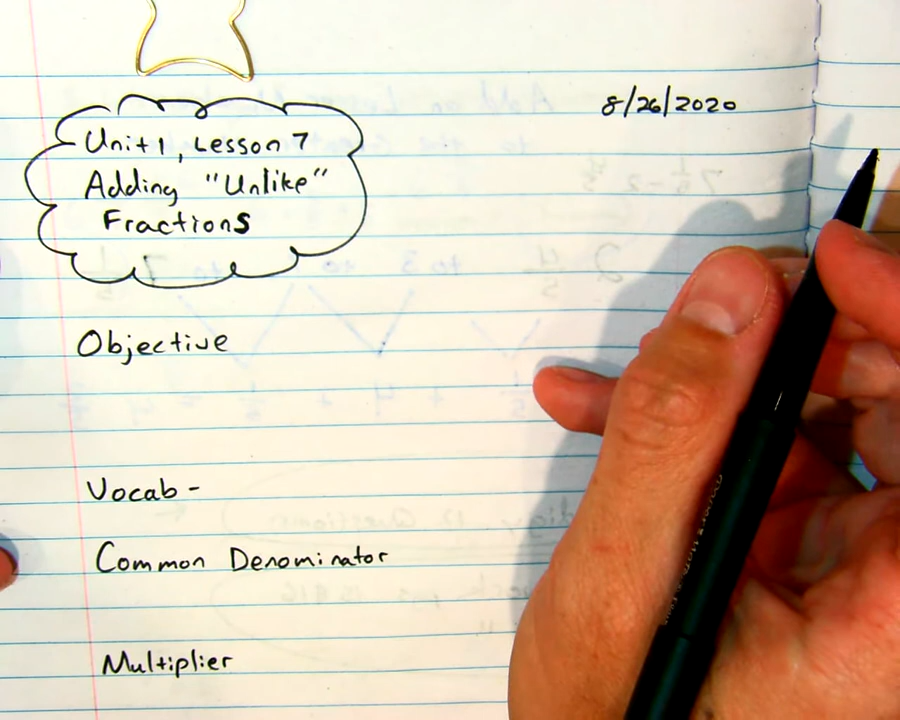 8/26/2020
Unit 1, Lesson 7
Adding "Unlike"
Fractions
Objective
Vocab -
Common Denominator
Multiplier